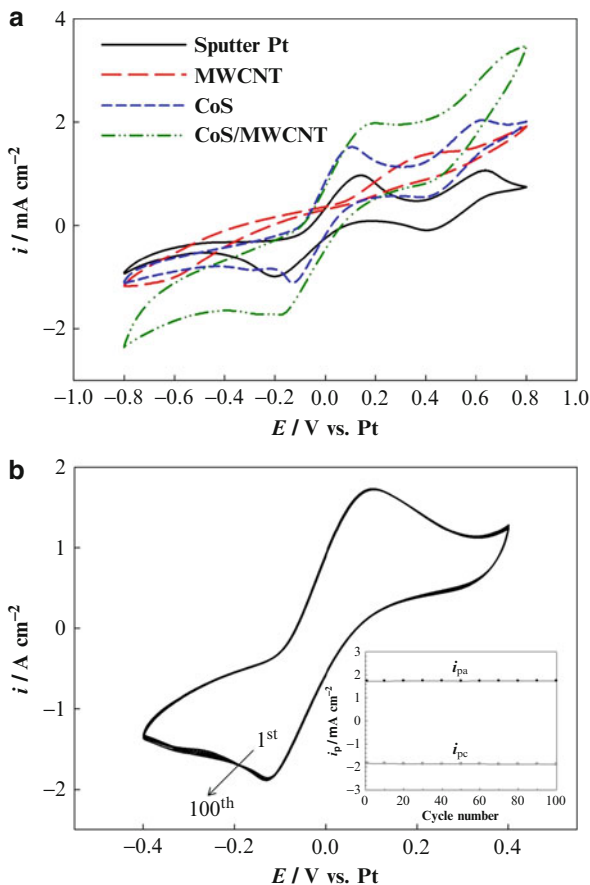 a
4
2
0
−2
i / mA cm−2
Sputter Pt
MWCNT
CoS
CoS/MWCNT
−1.0 −0.8 −0.6 −0.4 −0.2 0.0 0.2 0.4 0.6 0.8 1.0
E / V vs. Pt
b
2
1
0
−1
−2
i / A cm−2
1st
100th
3
2
1
0
−1
−2
−3
ip / mA cm−2
ipa
ipc
0 20 40 60 80 100
Cycle number
−0.4 −0.2 0.0 0.2 0.4
E / V vs. Pt